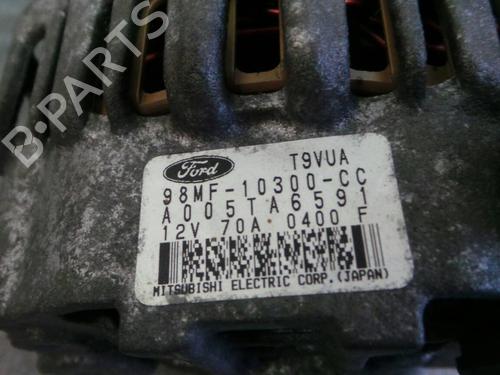 B-PARTS
Ford
T9VUA
98MF-10300-CC
A005TA6591
12V 70A 0400 F
MITSUBISHI ELECTRIC CORP.(JAPAN)